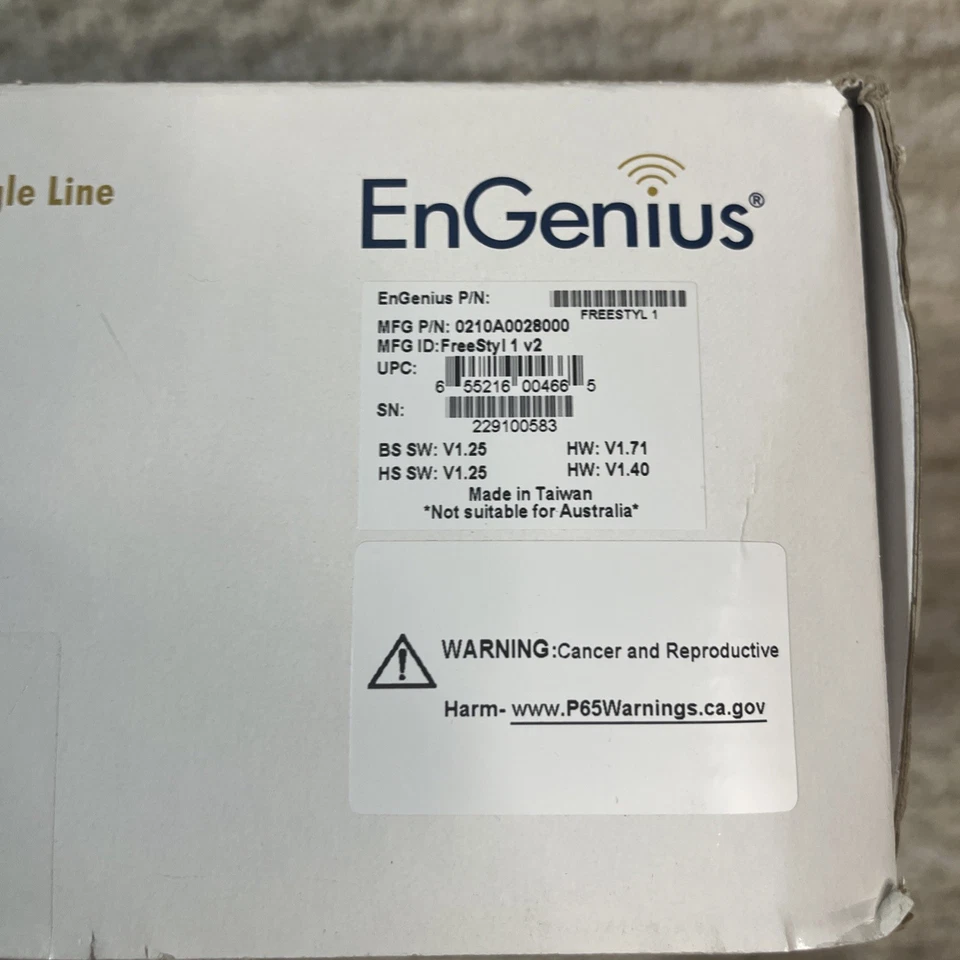 le Line
EnGenius®
EnGenius P/N:
FREESTYL 1
MFG P/N: 0210A0028000
MFG ID:FreeStyl 1 v2
UPC:
6 55216 00466 5
SN:
229100583
BS SW: V1.25 HW: V1.71
HS SW: V1.25 HW: V1.40
Made in Taiwan
*Not suitable for Australia*
WARNING:Cancer and Reproductive
Harm- www.P65Warnings.ca.gov